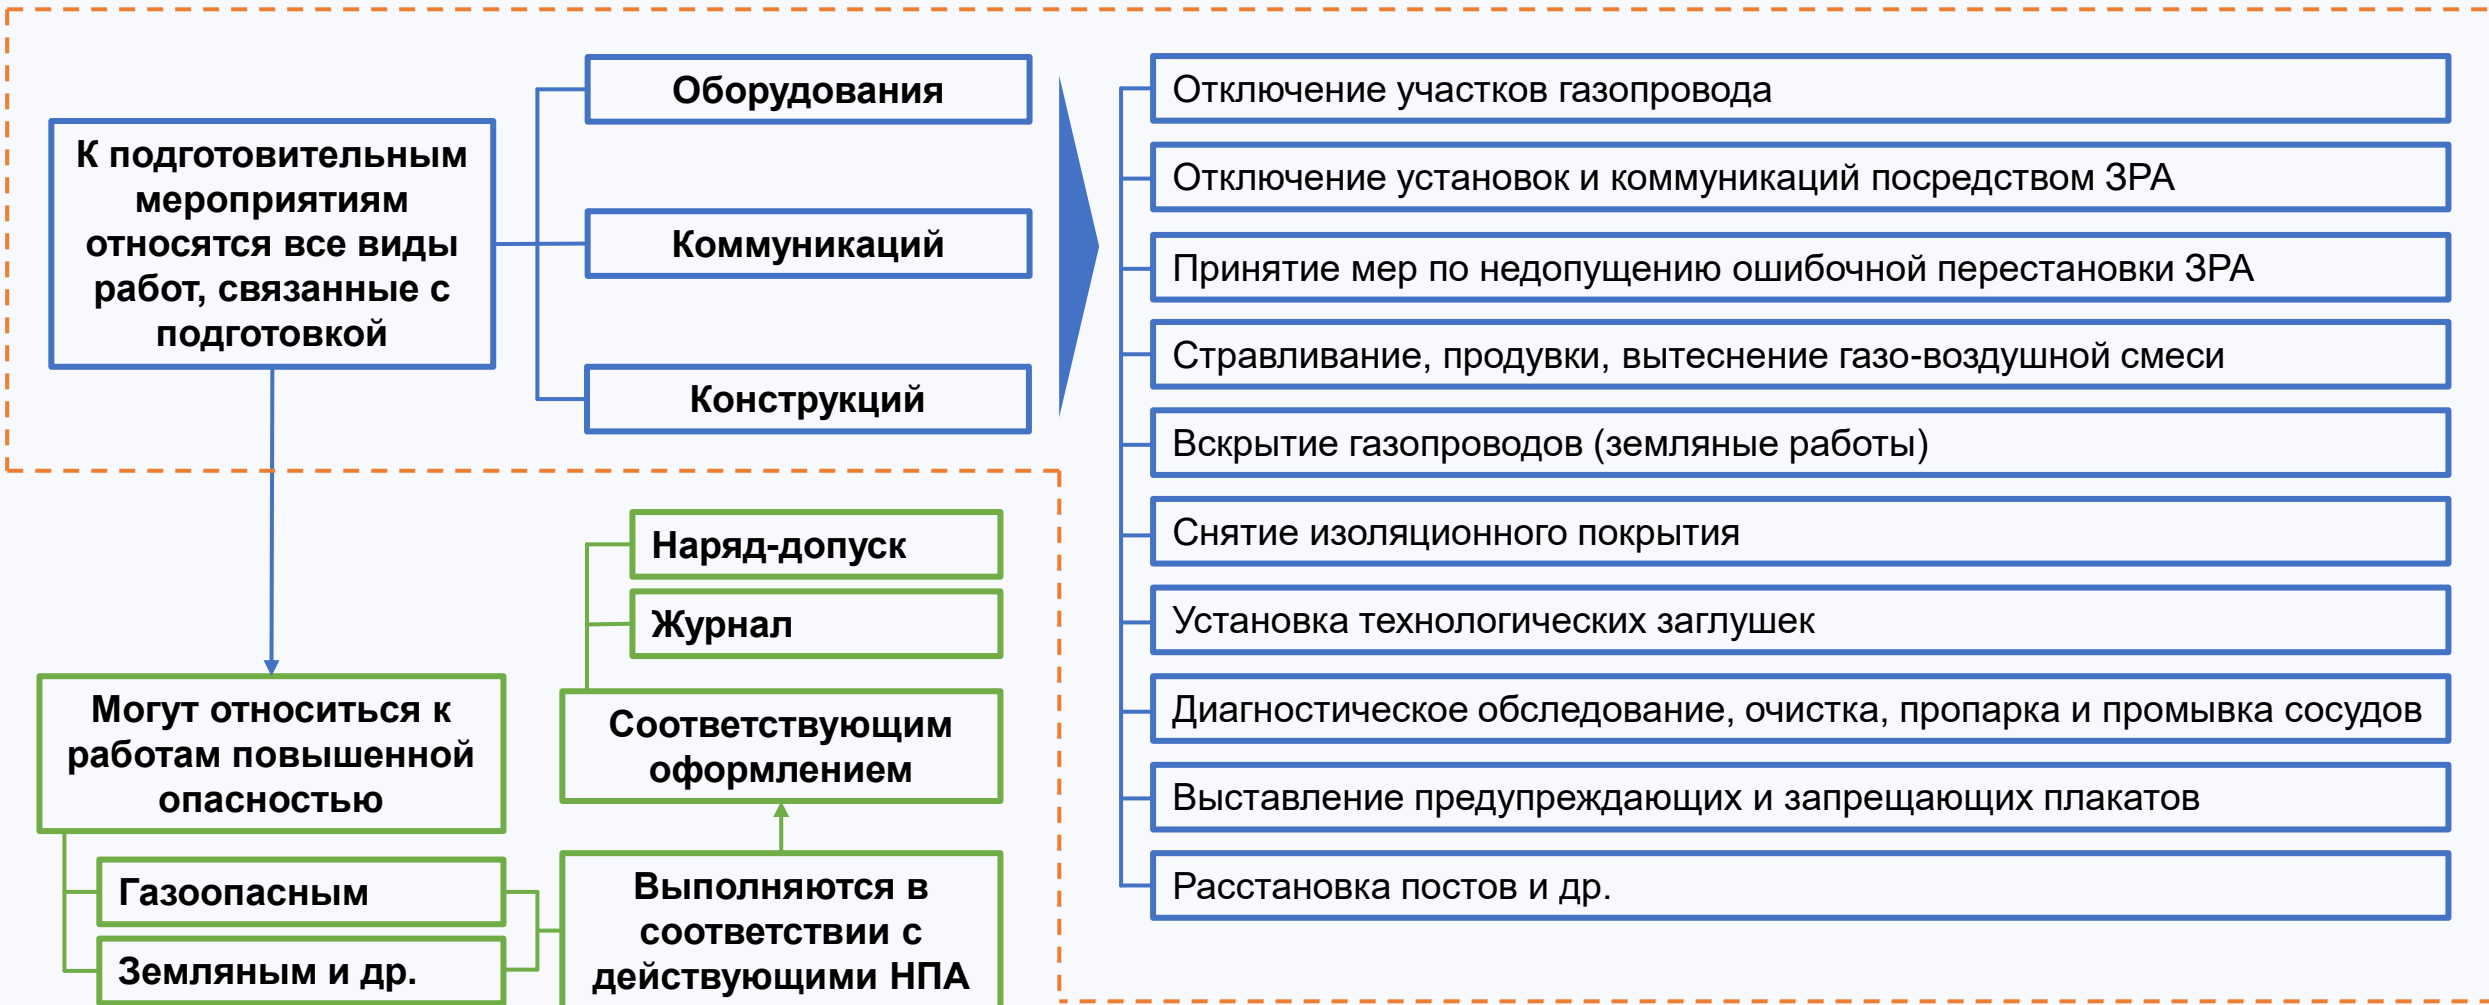 К подготовительным
мероприятиям
относятся все виды
работ, связанные с
подготовкой
Оборудования
Коммуникаций
Конструкций
Отключение участков газопровода
Отключение установок и коммуникаций посредством ЗРА
Принятие мер по недопущению ошибочной перестановки ЗРА
Стравливание, продувки, вытеснение газо-воздушной смеси
Вскрытие газопроводов (земляные работы)
Снятие изоляционного покрытия
Установка технологических заглушек
Диагностическое обследование, очистка, пропарка и промывка сосудов
Выставление предупреждающих и запрещающих плакатов
Расстановка постов и др.
Могут относиться к
работам повышенной
опасностью
Газоопасным
Земляным и др.
Наряд-допуск
Журнал
Соответствующим
оформлением
Выполняются в
соответствии с
действующими НПА